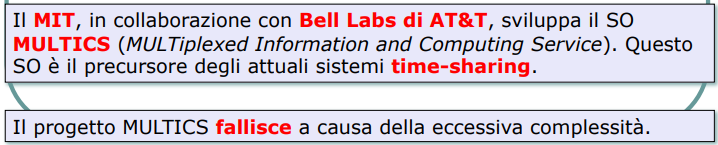 Il MIT, in collaborazione con Bell Labs di AT&T, sviluppa il SO
MULTICS (MULTiplexed Information and Computing Service). Questo
SO è il precursore degli attuali sistemi time-sharing.
Il progetto MULTICS fallisce a causa della eccessiva complessità.